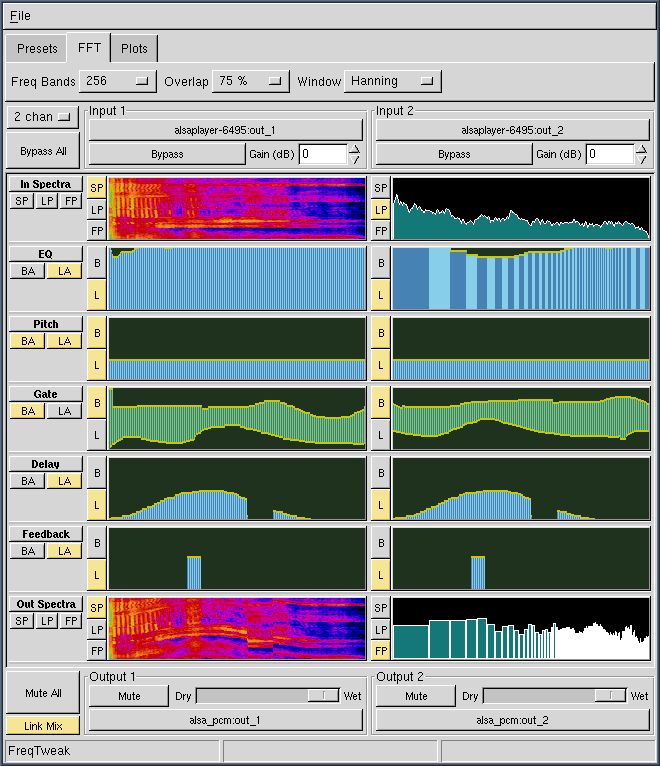 File
Presets FFT Plots
Freq Bands 256 Overlap 75 % Window Hanning
2 chan Input 1 Input 2
alsaplayer-6495:out_1 alsaplayer-6495:out_2
Bypass All Bypass Gain (dB) 0 Bypass Gain (dB) 0
In Spectra SP SP
SP LP FP LP LP
FP FP
EQ B B
BA LA L L
Pitch B B
BA LA L L
Gate B B
BA LA L L
Delay B B
BA LA L L
Feedback B B
BA LA L L
Out Spectra SP SP
SP LP FP LP LP
FP FP
Output 1 Output 2
Mute All Mute Dry Wet Mute Dry Wet
Link Mix alsa_pcm:out_1 alsa_pcm:out_2
FreqTweak